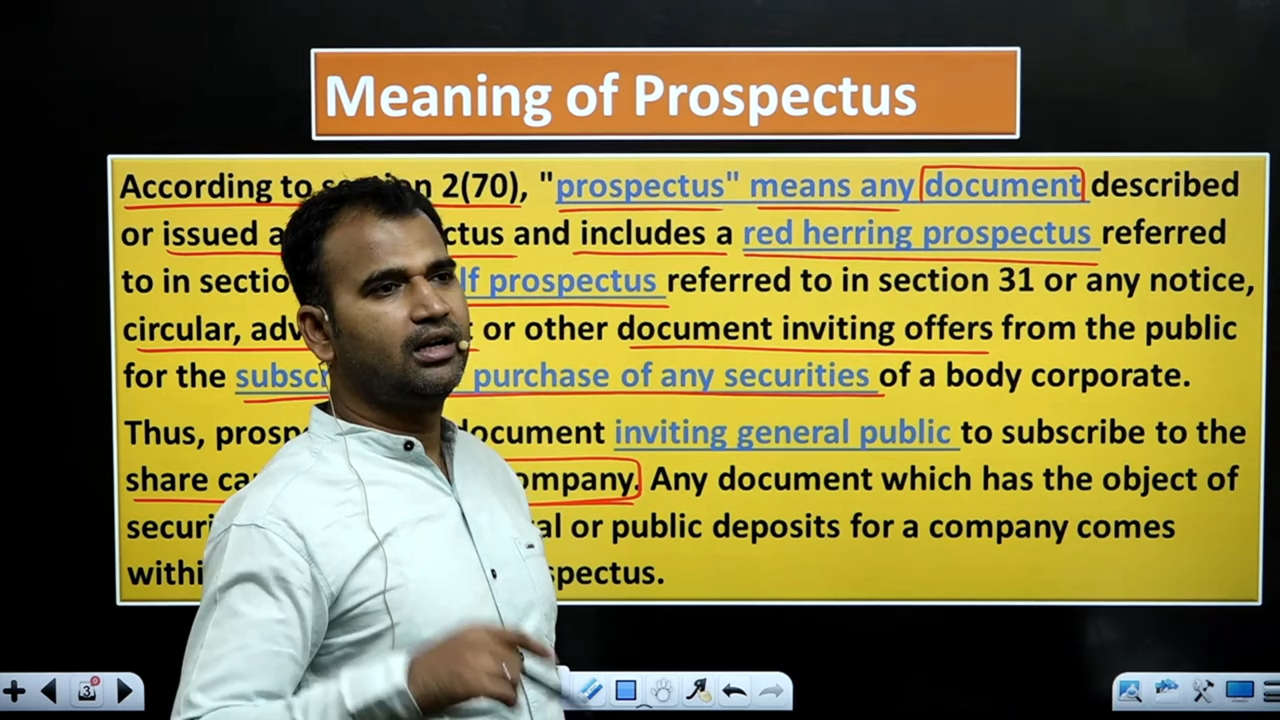 Meaning of Prospectus
According to section 2(70), "prospectus" means any document described
or issued a ctus and includes a red herring prospectus referred
to in sectio lf prospectus referred to in section 31 or any notice,
circular, adv or other document inviting offers from the public
for the subsc purchase of any securities of a body corporate.
Thus, prosp document inviting general public to subscribe to the
share ca ompany. Any document which has the object of
securi al or public deposits for a company comes
withi spectus.
3